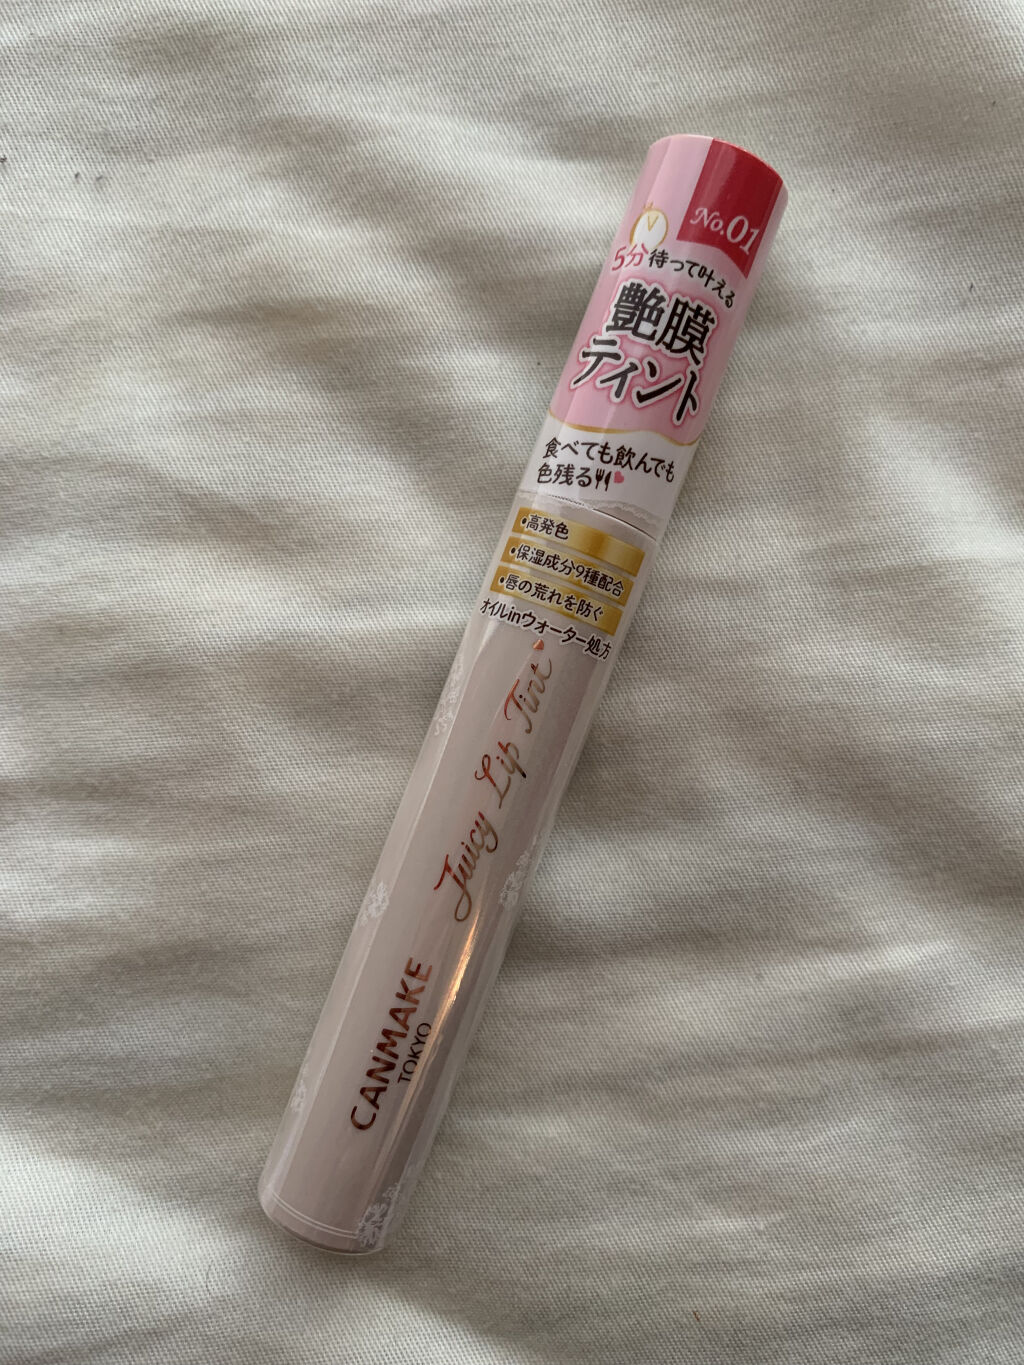 No.01
5分待って叶える
艶膜
ティント
食べても飲んでも
色残る
•高発色
•保湿成分9種配合
•唇の荒れを防ぐ
オイルinウォーター処方
Juicy Lip Tint
CANMAKE
TOKYO